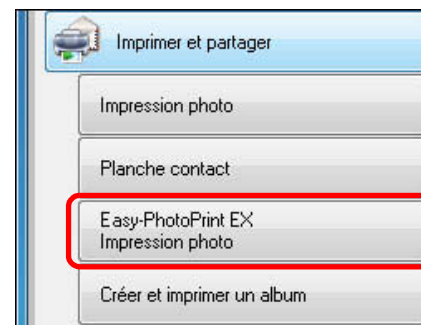 Imprimer et partager
Impression photo
Planche contact
Easy-PhotoPrint EX
Impression photo
Créer et imprimer un album